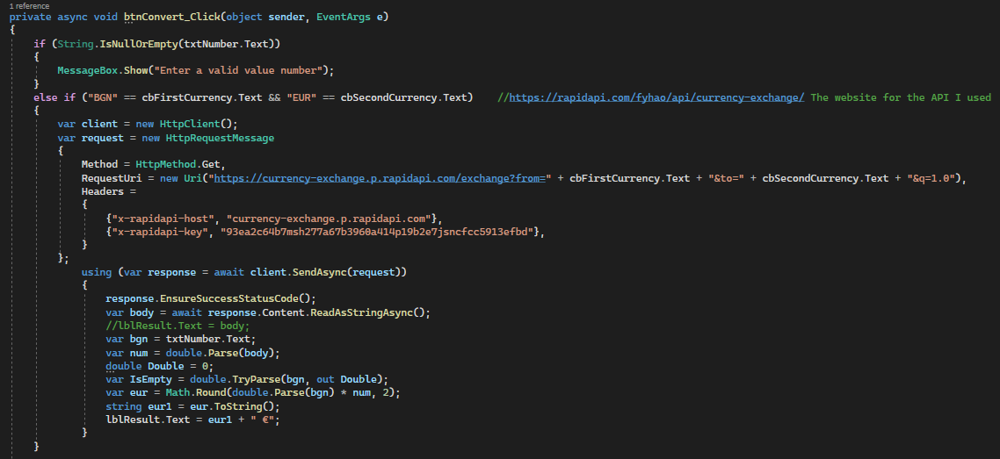 1 reference
private async void btnConvert_Click(object sender, EventArgs e)
{
if (String.IsNullOrEmpty(txtNumber.Text))
{
MessageBox.Show("Enter a valid value number");
}
else if ("BGN" == cbFirstCurrency.Text && "EUR" == cbSecondCurrency.Text) //https://rapidapi.com/fyhao/api/currency-exchange/ The website for the API I used
{
var client = new HttpClient();
var request = new HttpRequestMessage
{
Method = HttpMethod.Get,
RequestUri = new Uri("https://currency-exchange.p.rapidapi.com/exchange?from=" + cbFirstCurrency.Text + "&to=" + cbSecondCurrency.Text + "&q=1.0"),
Headers =
{
{"x-rapidapi-host", "currency-exchange.p.rapidapi.com"},
{"x-rapidapi-key", "93ea2c64b7msh277a67b3960a414p19b2e7jsncfcc5913efbd"},
}
};
using (var response = await client.SendAsync(request))
{
response.EnsureSuccessStatusCode();
var body = await response.Content.ReadAsStringAsync();
//lblResult.Text = body;
var bgn = txtNumber.Text;
var num = double.Parse(body);
double Double = 0;
var IsEmpty = double.TryParse(bgn, out Double);
var eur = Math.Round(double.Parse(bgn) * num, 2);
string eur1 = eur.ToString();
lblResult.Text = eur1 + " €";
}
}